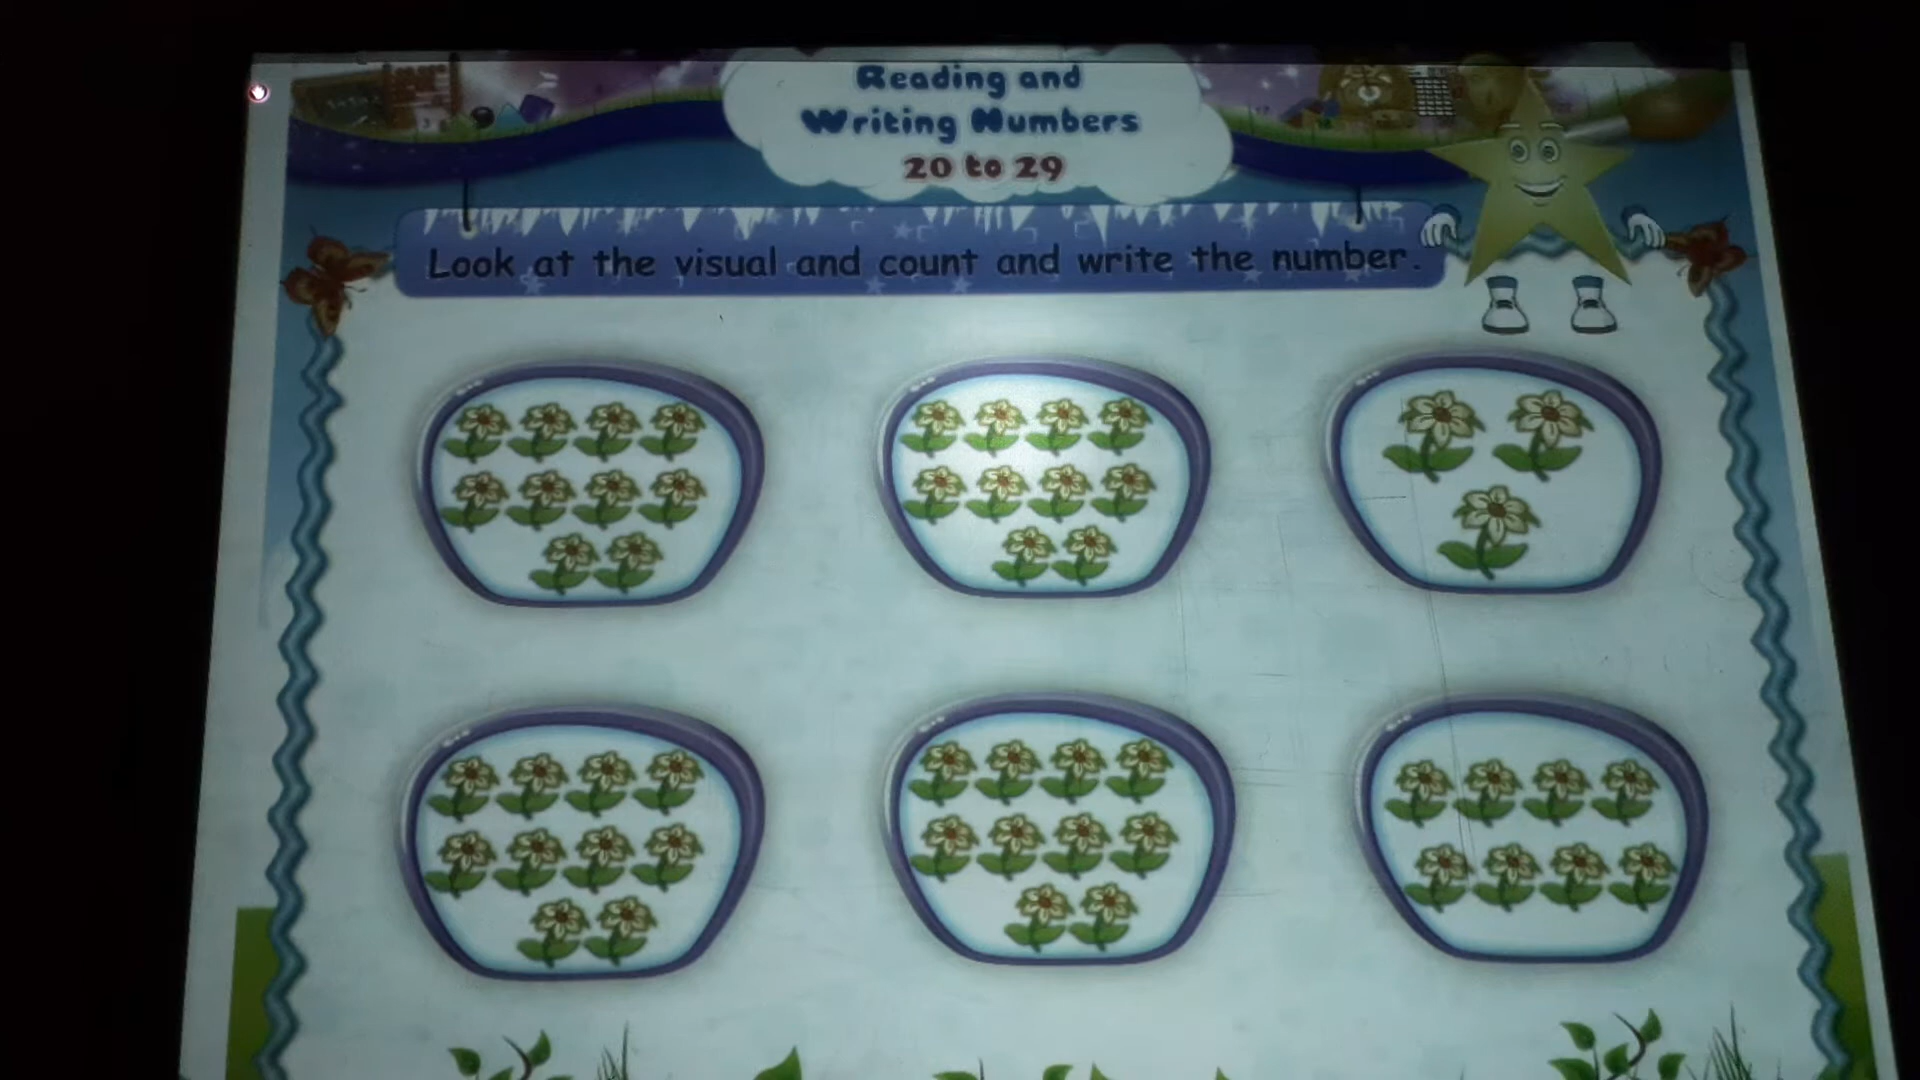 Reading and
Writing Numbers
20 to 29
Look at the visual and count and write the number.